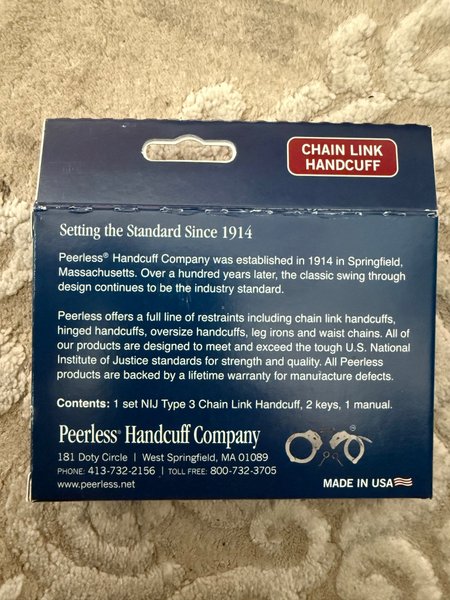 CHAIN LINK
HANDCUFF
Setting the Standard Since 1914
Peerless® Handcuff Company was established in 1914 in Springfield,
Massachusetts. Over a hundred years later, the classic swing through
design continues to be the industry standard.
Peerless offers a full line of restraints including chain link handcuffs,
hinged handcuffs, oversize handcuffs, leg irons and waist chains. All of
our products are designed to meet and exceed the tough U.S. National
Institute of Justice standards for strength and quality. All Peerless
products are backed by a lifetime warranty for manufacture defects.
Contents: 1 set NIJ Type 3 Chain Link Handcuff, 2 keys, 1 manual.
Peerless® Handcuff Company
181 Doty Circle | West Springfield, MA 01089
PHONE: 413-732-2156 | TOLL FREE: 800-732-3705
www.peerless.net
MADE IN USA